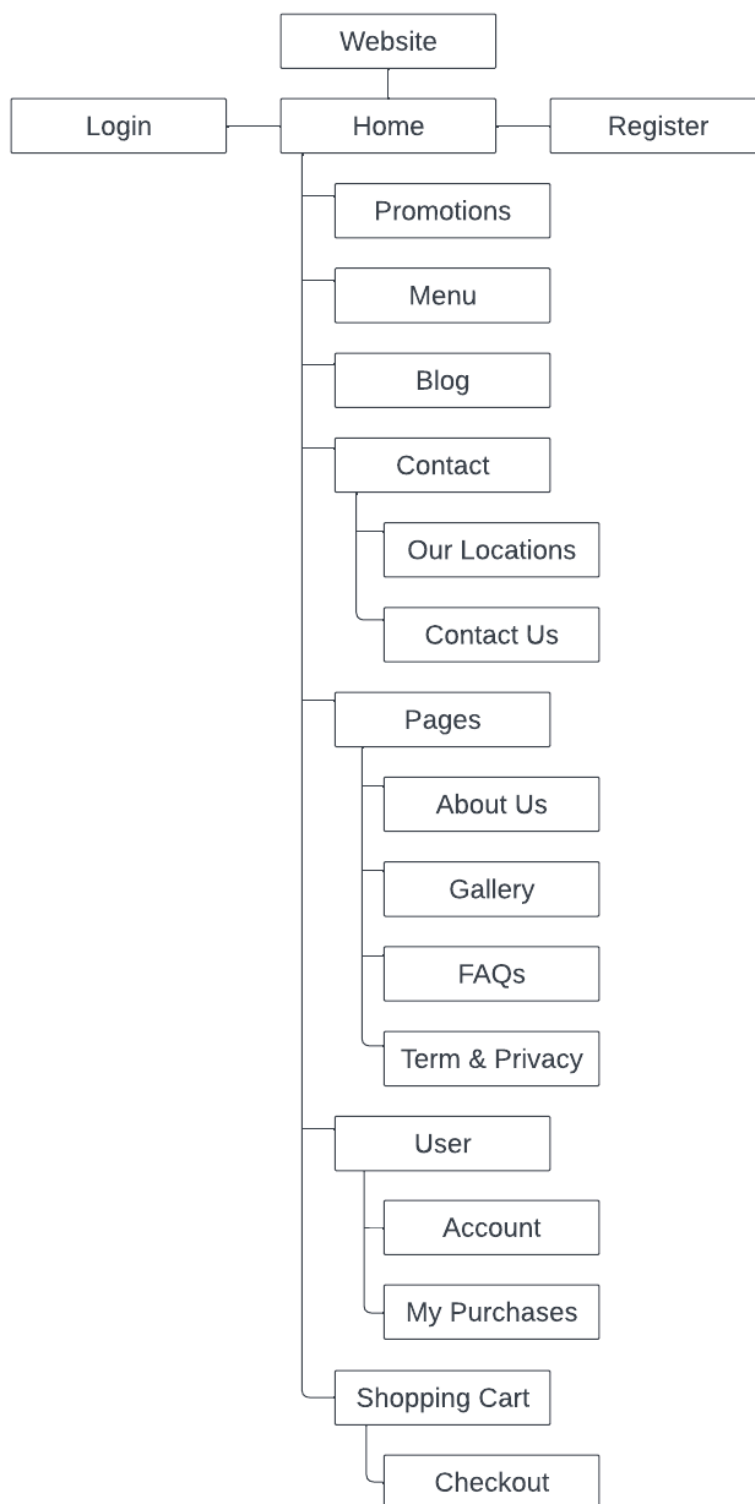 Website
Login
Home
Register
Promotions
Menu
Blog
Contact
Our Locations
Contact Us
Pages
About Us
Gallery
FAQs
Term & Privacy
User
Account
My Purchases
Shopping Cart
Checkout